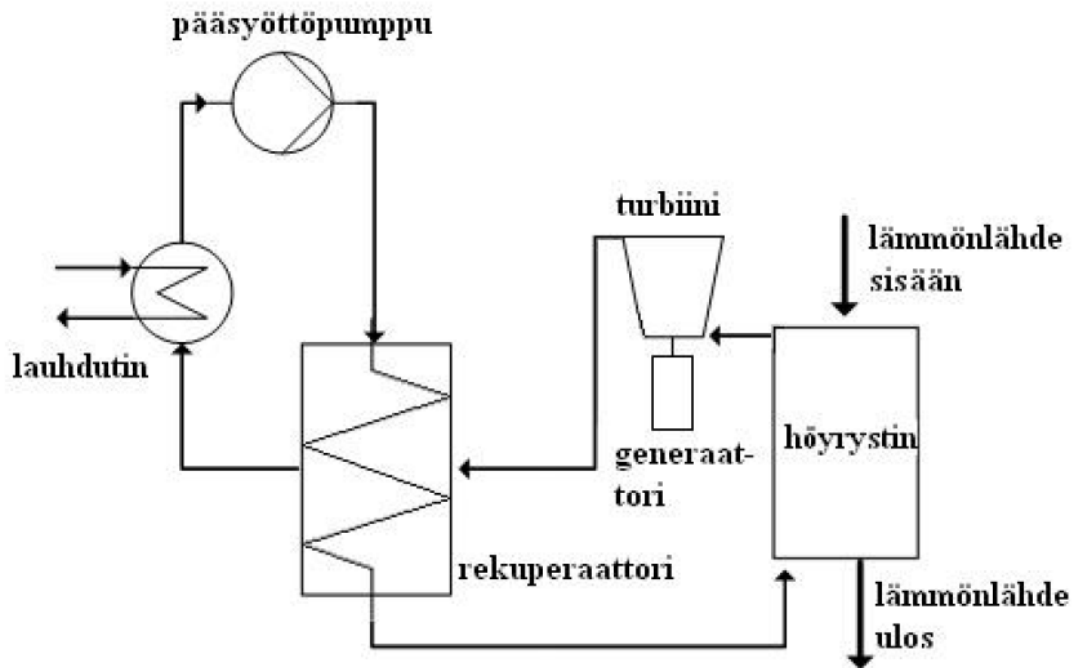 pääsyöttöpumppu
turbiini
lämmönlähde
sisään
lauhdutin
höyrystin
generaat-
tori
rekuperaattori
lämmönlähde
ulos